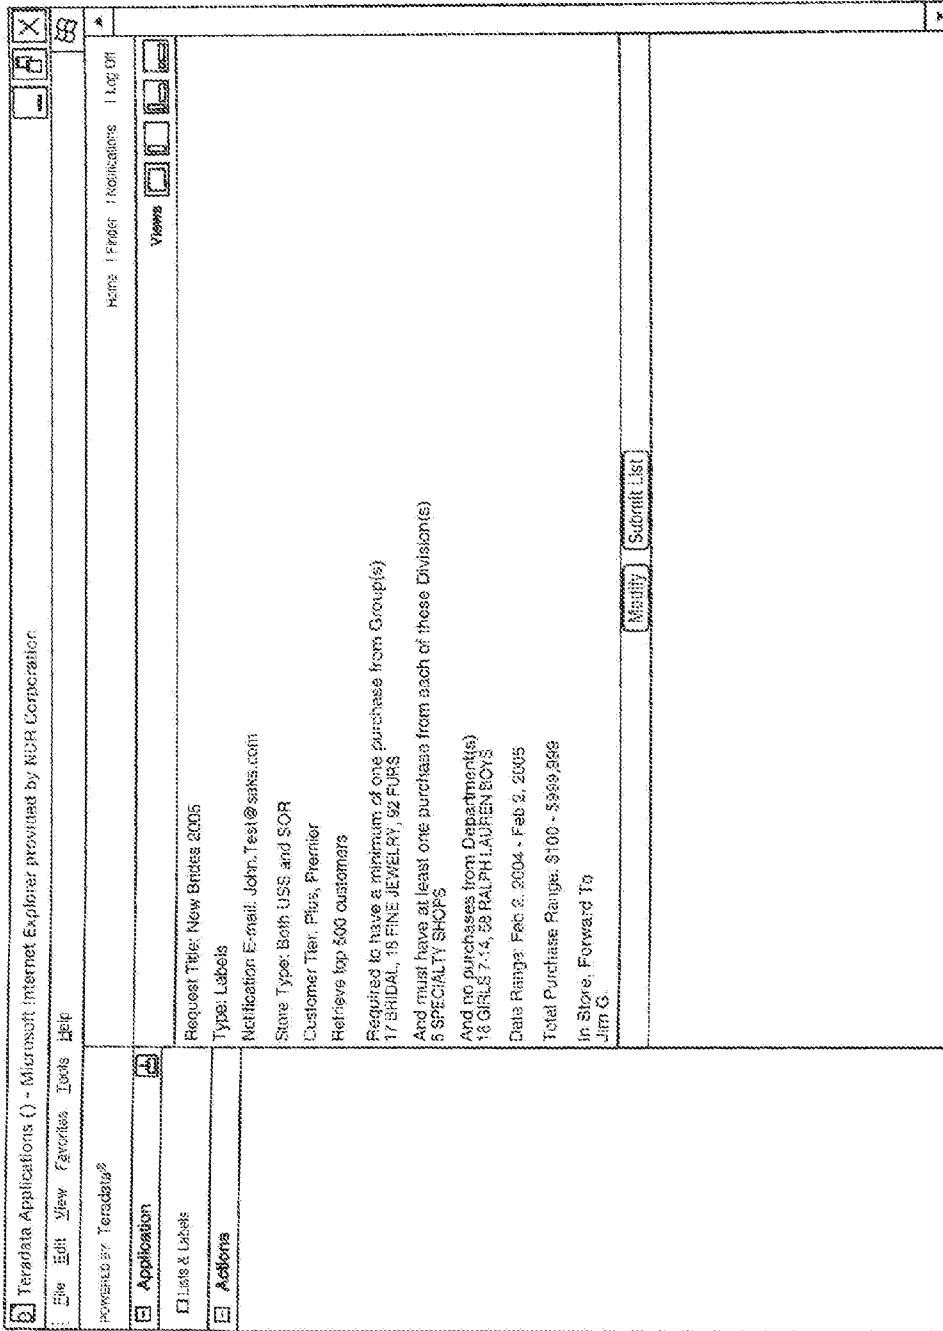 Teradata Applications () - Microsoft Internet Explorer provided by NCR Corporation
File Edit View Favorites Tools Help
POWERED BY Teradata®
Home | Finder | Notifications | Log Off
Application
Views
Lists & Labels
Actions
Request Title: New Brides 2005
Type: Labels
Notification E-mail: John.Test@saks.com
Store Type: Both USS and SOR
Customer Tier: Plus, Premier
Retrieve top 500 customers
Required to have a minimum of one purchase from Group(s)
17 BRIDAL, 18 FINE JEWELRY, 92 FURS
And must have at least one purchase from each of these Division(s)
5 SPECIALTY SHOPS
And no purchases from Department(s)
18 GIRLS 7-14, 58 RALPH LAUREN BOYS
Date Range: Feb 2, 2004 - Feb 2, 2005
Total Purchase Range: $100 - $999,999
In Store, Forward To
Jim G.
Modify Submit List